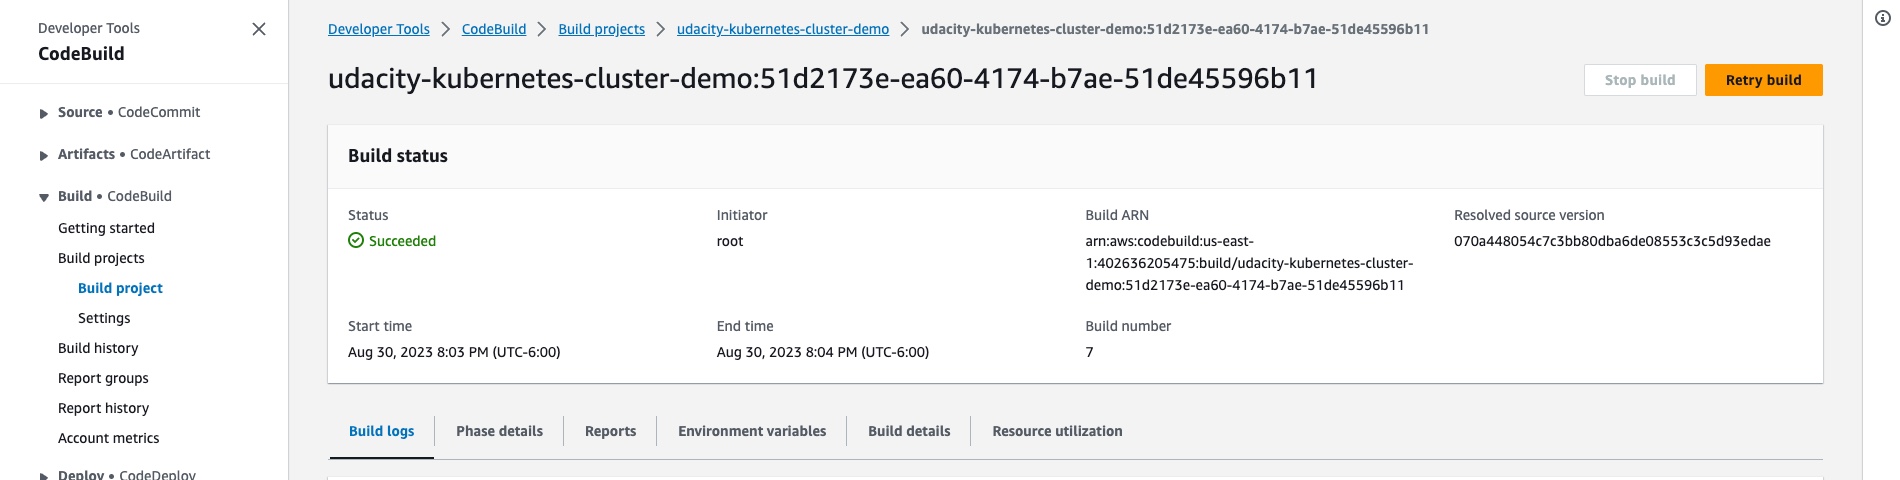 Developer Tools
CodeBuild
Source • CodeCommit
Artifacts • CodeArtifact
Build • CodeBuild
Getting started
Build projects
Build project
Settings
Build history
Report groups
Report history
Account metrics
Deploy • CodeDeploy
Developer Tools > CodeBuild > Build projects > udacity-kubernetes-cluster-demo > udacity-kubernetes-cluster-demo:51d2173e-ea60-4174-b7ae-51de45596b11
udacity-kubernetes-cluster-demo:51d2173e-ea60-4174-b7ae-51de45596b11
Stop build
Retry build
Build status
Status
Succeeded
Initiator
root
Build ARN
arn:aws:codebuild:us-east-
1:402636205475:build/udacity-kubernetes-cluster-
demo:51d2173e-ea60-4174-b7ae-51de45596b11
Resolved source version
070a448054c7c3bb80dba6de08553c3c5d93edae
Start time
Aug 30, 2023 8:03 PM (UTC-6:00)
End time
Aug 30, 2023 8:04 PM (UTC-6:00)
Build number
7
Build logs
Phase details
Reports
Environment variables
Build details
Resource utilization